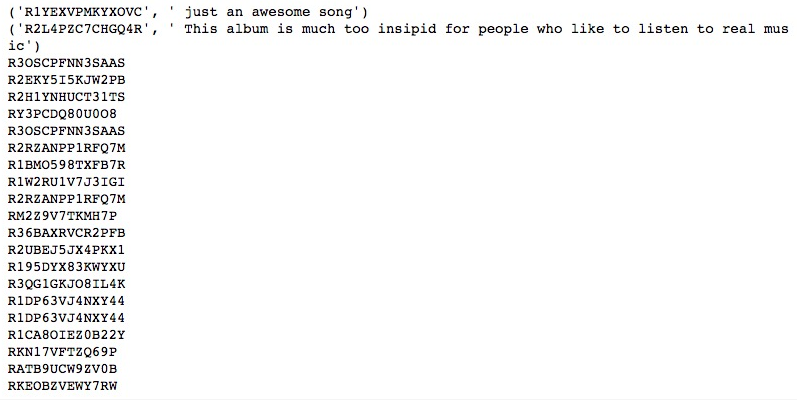 ('R1YEXVPMKYXOVC', ' just an awesome song')
('R2L4PZC7CHGQ4R', ' This album is much too insipid for people who like to listen to real mus
ic')
R3OSCPFNN3SAAS
R2EKY5I5KJW2PB
R2H1YNHUCT31TS
RY3PCDQ80U0O8
R3OSCPFNN3SAAS
R2RZANPP1RFQ7M
R1BMO598TXFB7R
R1W2RU1V7J3IGI
R2RZANPP1RFQ7M
RM2Z9V7TKMH7P
R36BAXRVCR2PFB
R2UBEJ5JX4PKX1
R195DYX83KWYXU
R3QG1GKJO8IL4K
R1DP63VJ4NXY44
R1DP63VJ4NXY44
R1CA8OIEZ0B22Y
RKN17VFTZQ69P
RATB9UCW9ZV0B
RKEOBZVEWY7RW